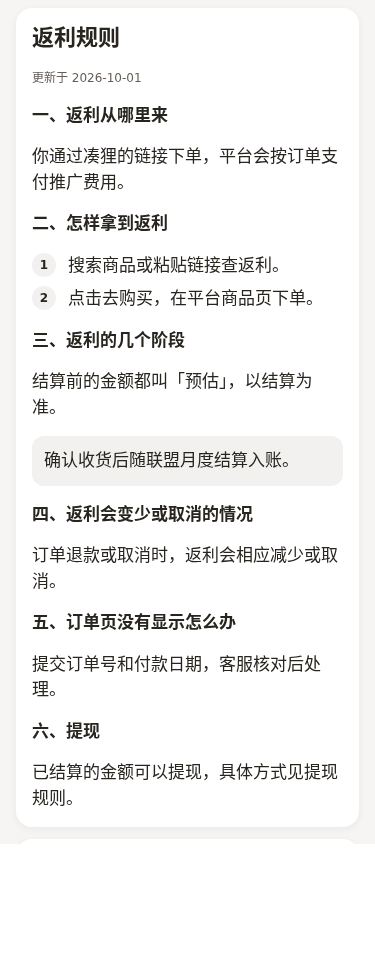 返利规则
更新于 2026-10-01
一、返利从哪里来
你通过凑狸的链接下单，平台会按订单支
付推广费用。
二、怎样拿到返利
1 搜索商品或粘贴链接查返利。
2 点击去购买，在平台商品页下单。
三、返利的几个阶段
结算前的金额都叫「预估」，以结算为
准。
确认收货后随联盟月度结算入账。
四、返利会变少或取消的情况
订单退款或取消时，返利会相应减少或取
消。
五、订单页没有显示怎么办
提交订单号和付款日期，客服核对后处
理。
六、提现
已结算的金额可以提现，具体方式见提现
规则。